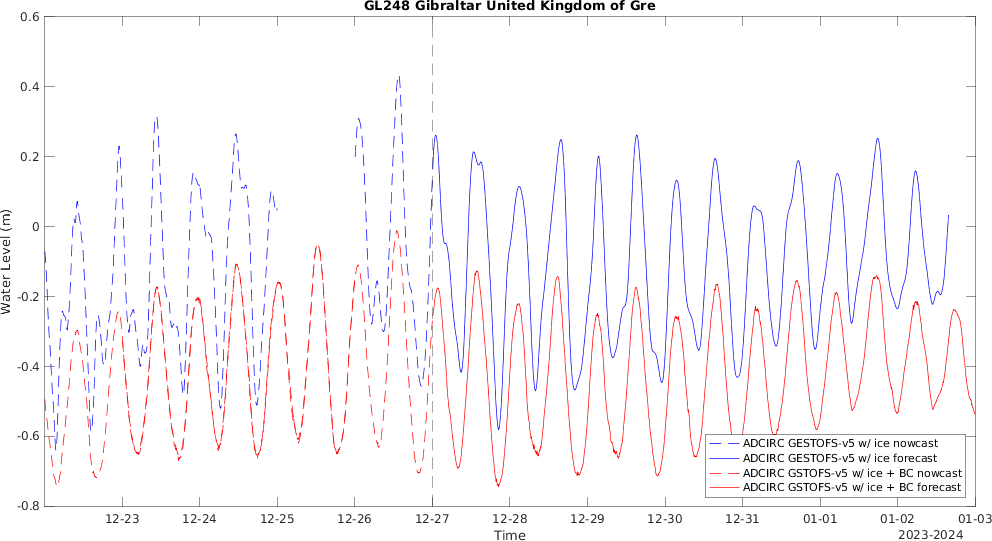 GL248 Gibraltar United Kingdom of Gre
0.6
0.4
0.2
0
-0.2
-0.4
-0.6
-0.8
Water Level (m)
12-23 12-24 12-25 12-26 12-27 12-28 12-29 12-30 12-31 01-01 01-02 01-03
Time
2023-2024
ADCIRC GESTOFS-v5 w/ ice nowcast
ADCIRC GESTOFS-v5 w/ ice forecast
ADCIRC GSTOFS-v5 w/ ice + BC nowcast
ADCIRC GSTOFS-v5 w/ ice + BC forecast